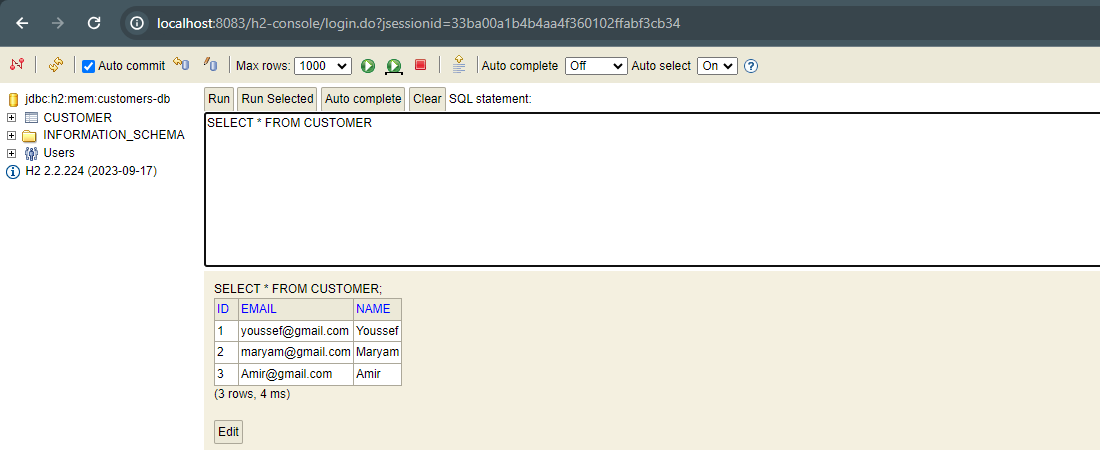 localhost:8083/h2-console/login.do?jsessionid=33ba00a1b4b4aa4f360102ffabf3cb34
Auto commit Max rows: 1000 Auto complete Off Auto select On
jdbc:h2:mem:customers-db
CUSTOMER
INFORMATION_SCHEMA
Users
H2 2.2.224 (2023-09-17)
Run Run Selected Auto complete Clear SQL statement:
SELECT * FROM CUSTOMER
SELECT * FROM CUSTOMER;
ID EMAIL NAME
1 youssef@gmail.com Youssef
2 maryam@gmail.com Maryam
3 Amir@gmail.com Amir
(3 rows, 4 ms)
Edit